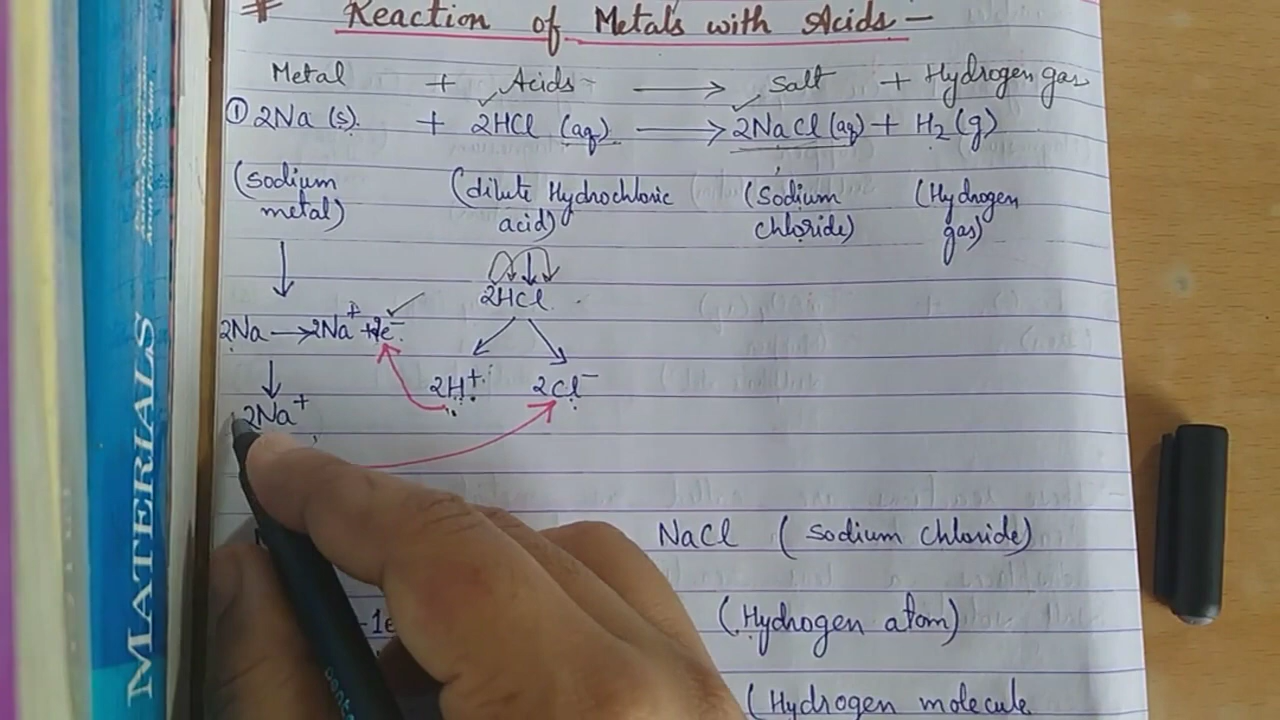 * Reaction of Metals with Acids -
Metal + Acids → Salt + Hydrogen gas
① 2Na (s) + 2HCl (aq) → 2NaCl (aq) + H₂ (g)
(sodium metal) (dilute Hydrochloric acid) (Sodium chloride) (Hydrogen gas)
2HCl
2Na → 2Na⁺ + 2e⁻
2H⁺ 2Cl⁻
2Na⁺
NaCl (Sodium chloride)
-1e (Hydrogen atom)
(Hydrogen molecule
MATERIALS